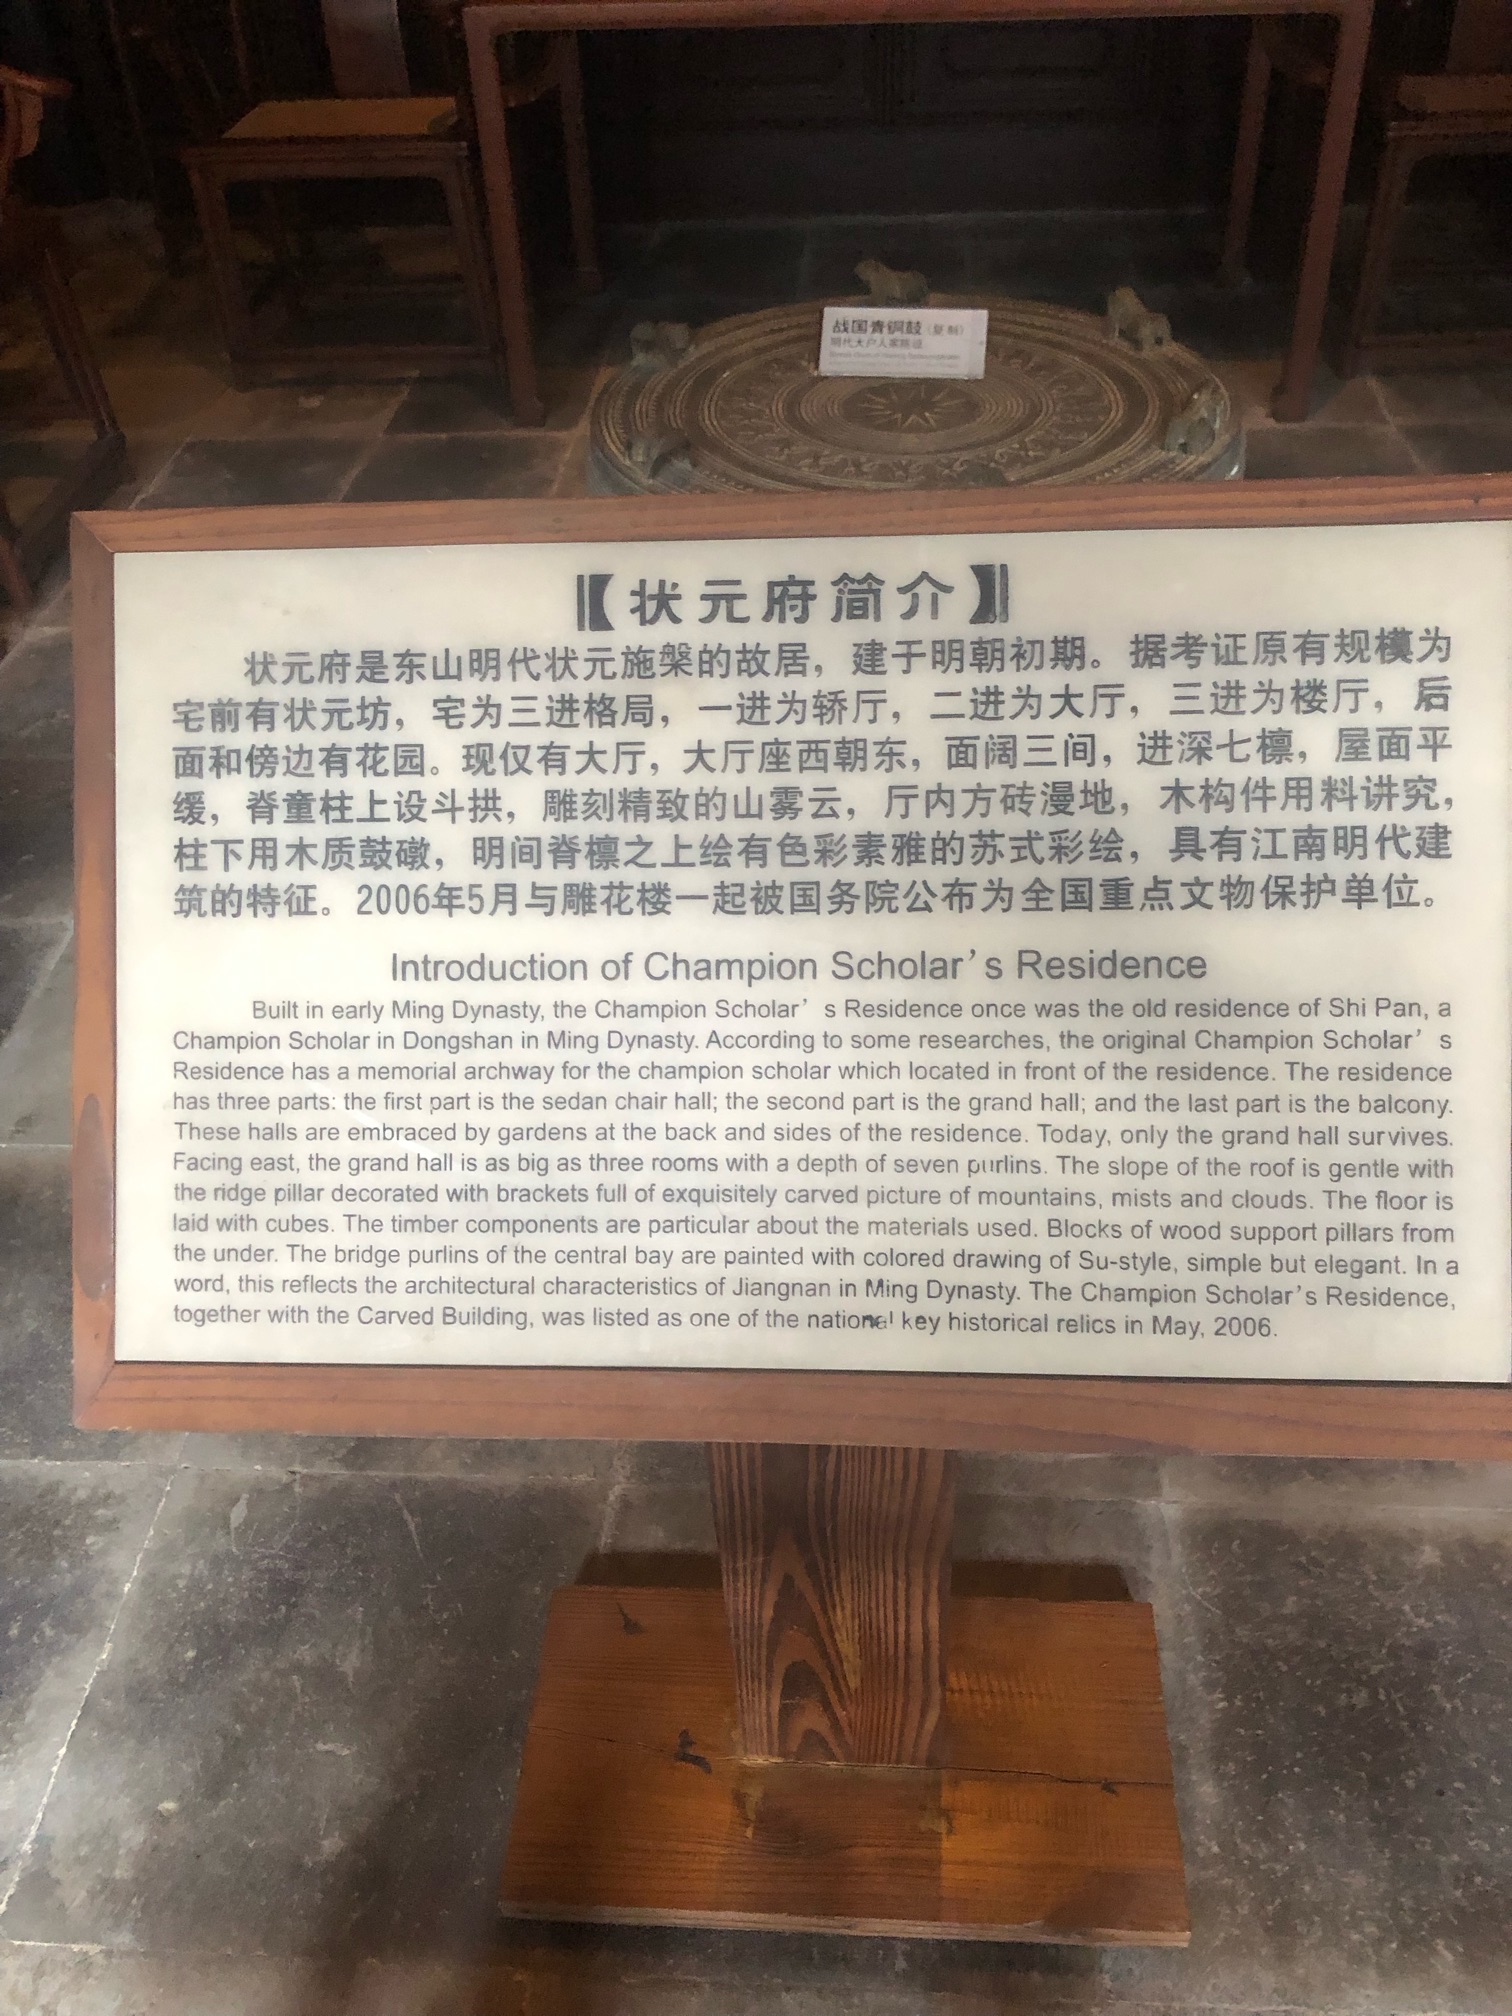 战国青铜鼓（复制）
明代大户人家陈设
【状元府简介】
状元府是东山明代状元施槃的故居，建于明朝初期。据考证原有规模为
宅前有状元坊，宅为三进格局，一进为轿厅，二进为大厅，三进为楼厅，后
面和傍边有花园。现仅有大厅，大厅座西朝东，面阔三间，进深七檩，屋面平
缓，脊童柱上设斗拱，雕刻精致的山雾云，厅内方砖漫地，木构件用料讲究，
柱下用木质鼓礅，明间脊檩之上绘有色彩素雅的苏式彩绘，具有江南明代建
筑的特征。2006年5月与雕花楼一起被国务院公布为全国重点文物保护单位。
Introduction of Champion Scholar’s Residence
Built in early Ming Dynasty, the Champion Scholar’ s Residence once was the old residence of Shi Pan, a
Champion Scholar in Dongshan in Ming Dynasty. According to some researches, the original Champion Scholar’ s
Residence has a memorial archway for the champion scholar which located in front of the residence. The residence
has three parts: the first part is the sedan chair hall; the second part is the grand hall; and the last part is the balcony.
These halls are embraced by gardens at the back and sides of the residence. Today, only the grand hall survives.
Facing east, the grand hall is as big as three rooms with a depth of seven purlins. The slope of the roof is gentle with
the ridge pillar decorated with brackets full of exquisitely carved picture of mountains, mists and clouds. The floor is
laid with cubes. The timber components are particular about the materials used. Blocks of wood support pillars from
the under. The bridge purlins of the central bay are painted with colored drawing of Su-style, simple but elegant. In a
word, this reflects the architectural characteristics of Jiangnan in Ming Dynasty. The Champion Scholar’s Residence,
together with the Carved Building, was listed as one of the national key historical relics in May, 2006.